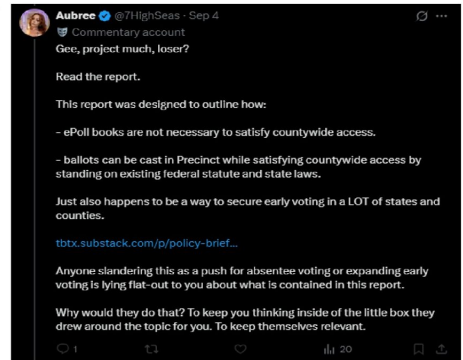 Aubree @7HighSeas · Sep 4
Commentary account
Gee, project much, loser?
Read the report.
This report was designed to outline how:
- ePoll books are not necessary to satisfy countywide access.
- ballots can be cast in Precinct while satisfying countywide access by
standing on existing federal statute and state laws.
Just also happens to be a way to secure early voting in a LOT of states and
counties.
tbtx.substack.com/p/policy-brief...
Anyone slandering this as a push for absentee voting or expanding early
voting is lying flat-out to you about what is contained in this report.
Why would they do that? To keep you thinking inside of the little box they
drew around the topic for you. To keep themselves relevant.
1 20